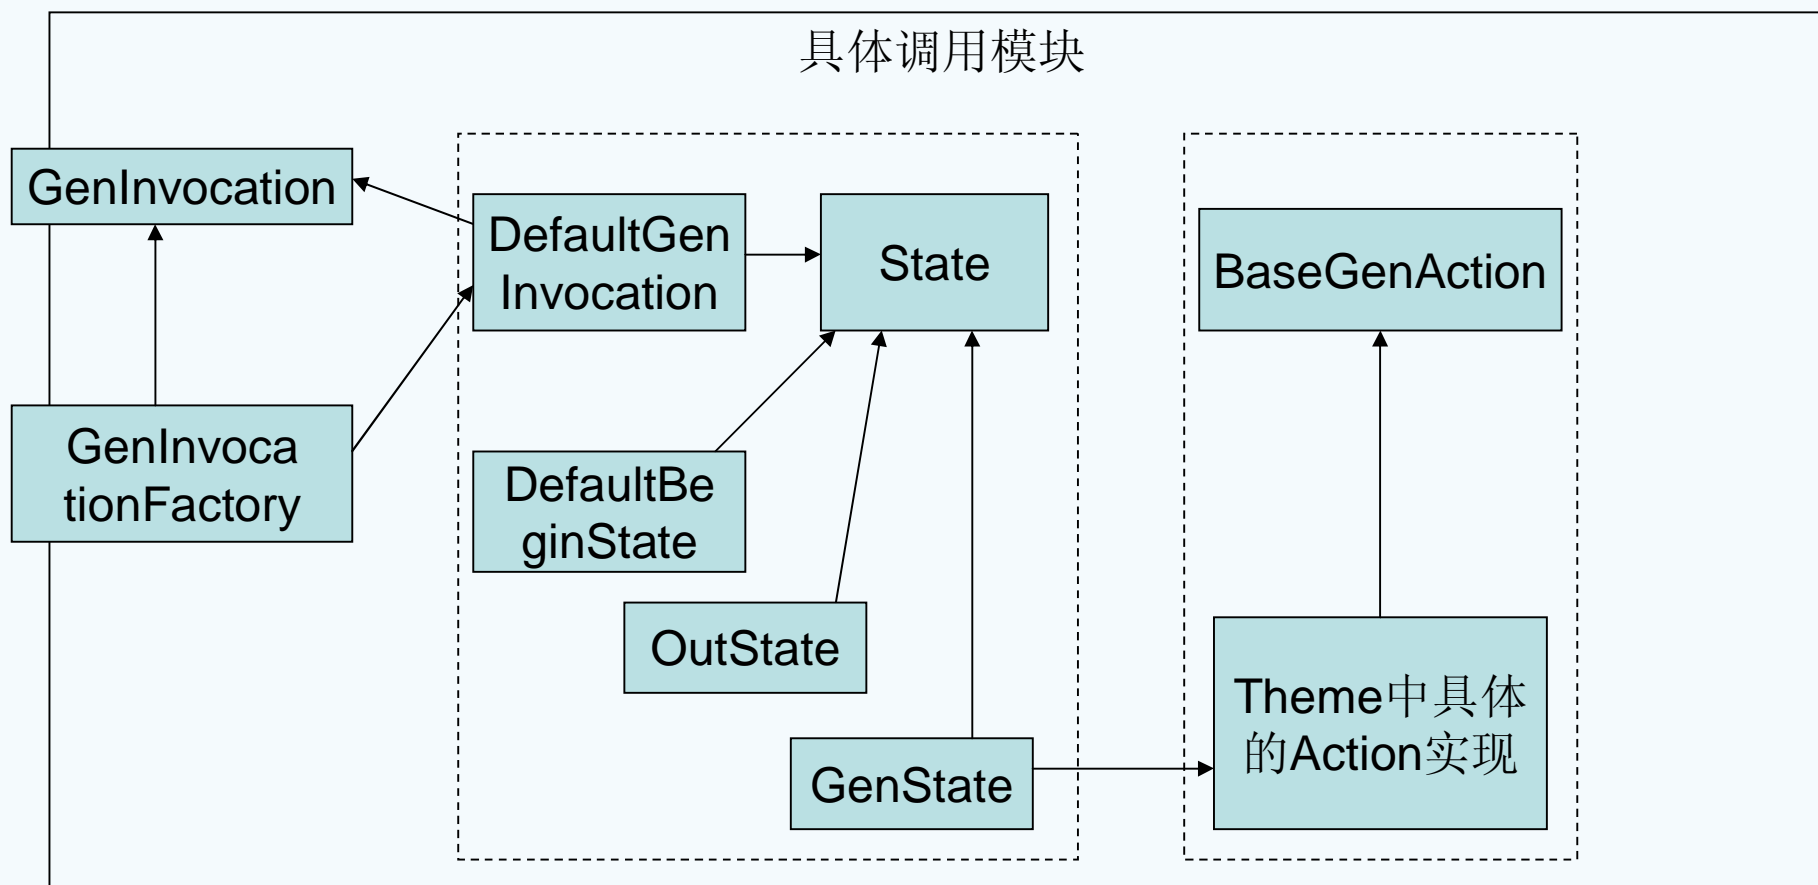 具体调用模块
GenInvocation
DefaultGen
Invocation
State
BaseGenAction
GenInvoca
tionFactory
DefaultBe
ginState
OutState
Theme中具体
的Action实现
GenState